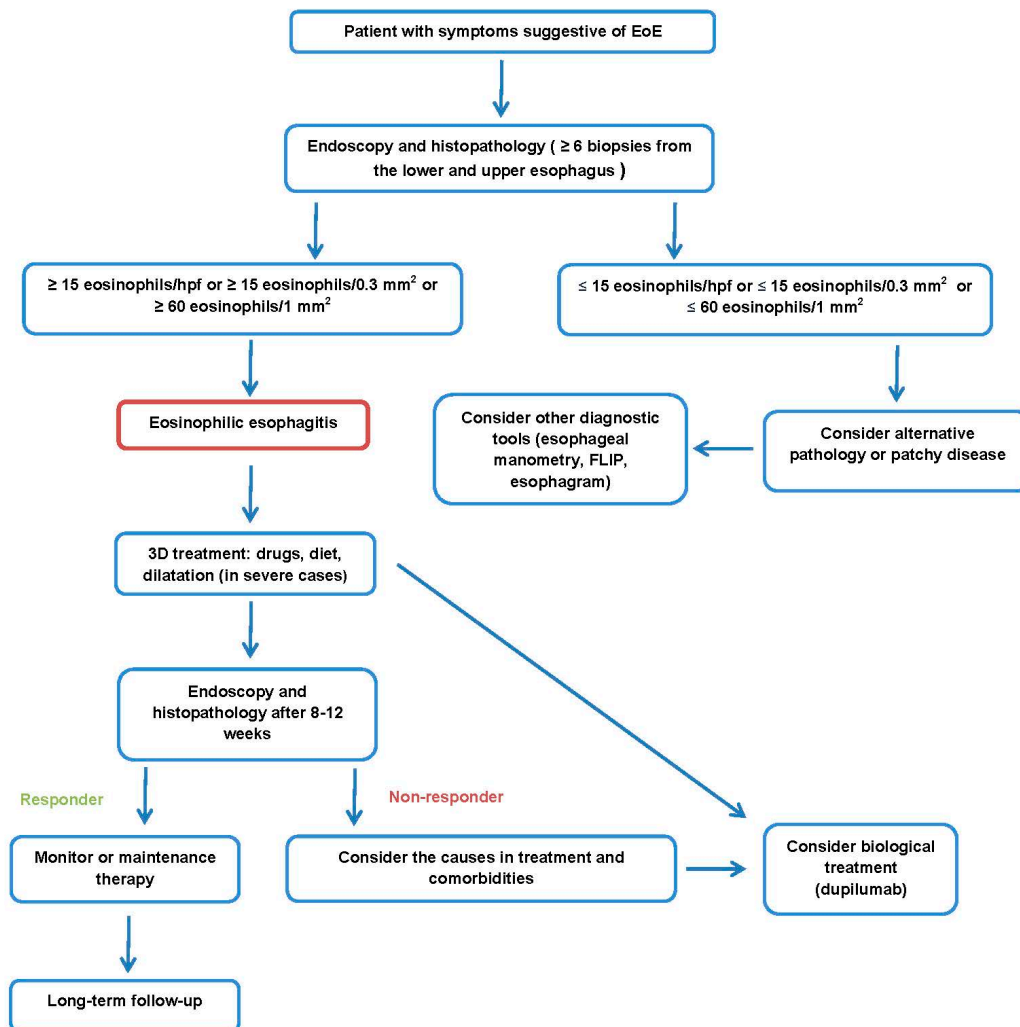 Patient with symptoms suggestive of EoE
Endoscopy and histopathology ( ≥ 6 biopsies from
the lower and upper esophagus )
≥ 15 eosinophils/hpf or ≥ 15 eosinophils/0.3 mm² or
≥ 60 eosinophils/1 mm²
≤ 15 eosinophils/hpf or ≤ 15 eosinophils/0.3 mm² or
≤ 60 eosinophils/1 mm²
Eosinophilic esophagitis
Consider other diagnostic
tools (esophageal
manometry, FLIP,
esophagram)
Consider alternative
pathology or patchy disease
3D treatment: drugs, diet,
dilatation (in severe cases)
Endoscopy and
histopathology after 8-12
weeks
Responder
Non-responder
Monitor or maintenance
therapy
Consider the causes in treatment and
comorbidities
Consider biological
treatment
(dupilumab)
Long-term follow-up